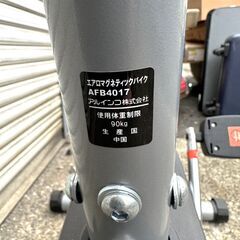 エアロマグネティックバイク
AFB4017
アルインコ株式会社
使用体重制限
90kg
生 産 国
中国